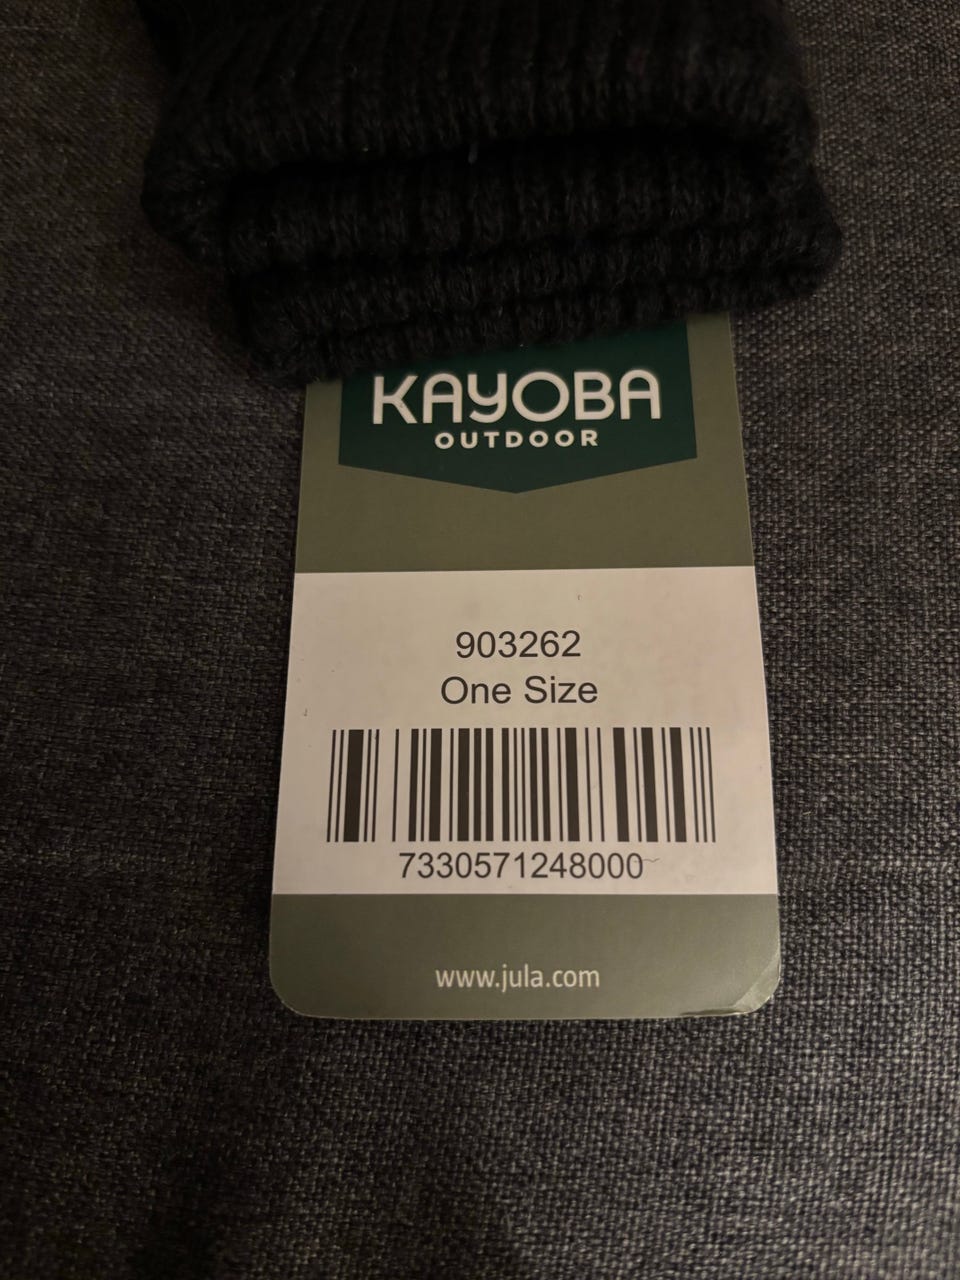 KAYOBA
OUTDOOR
903262
One Size
7330571248000
www.jula.com